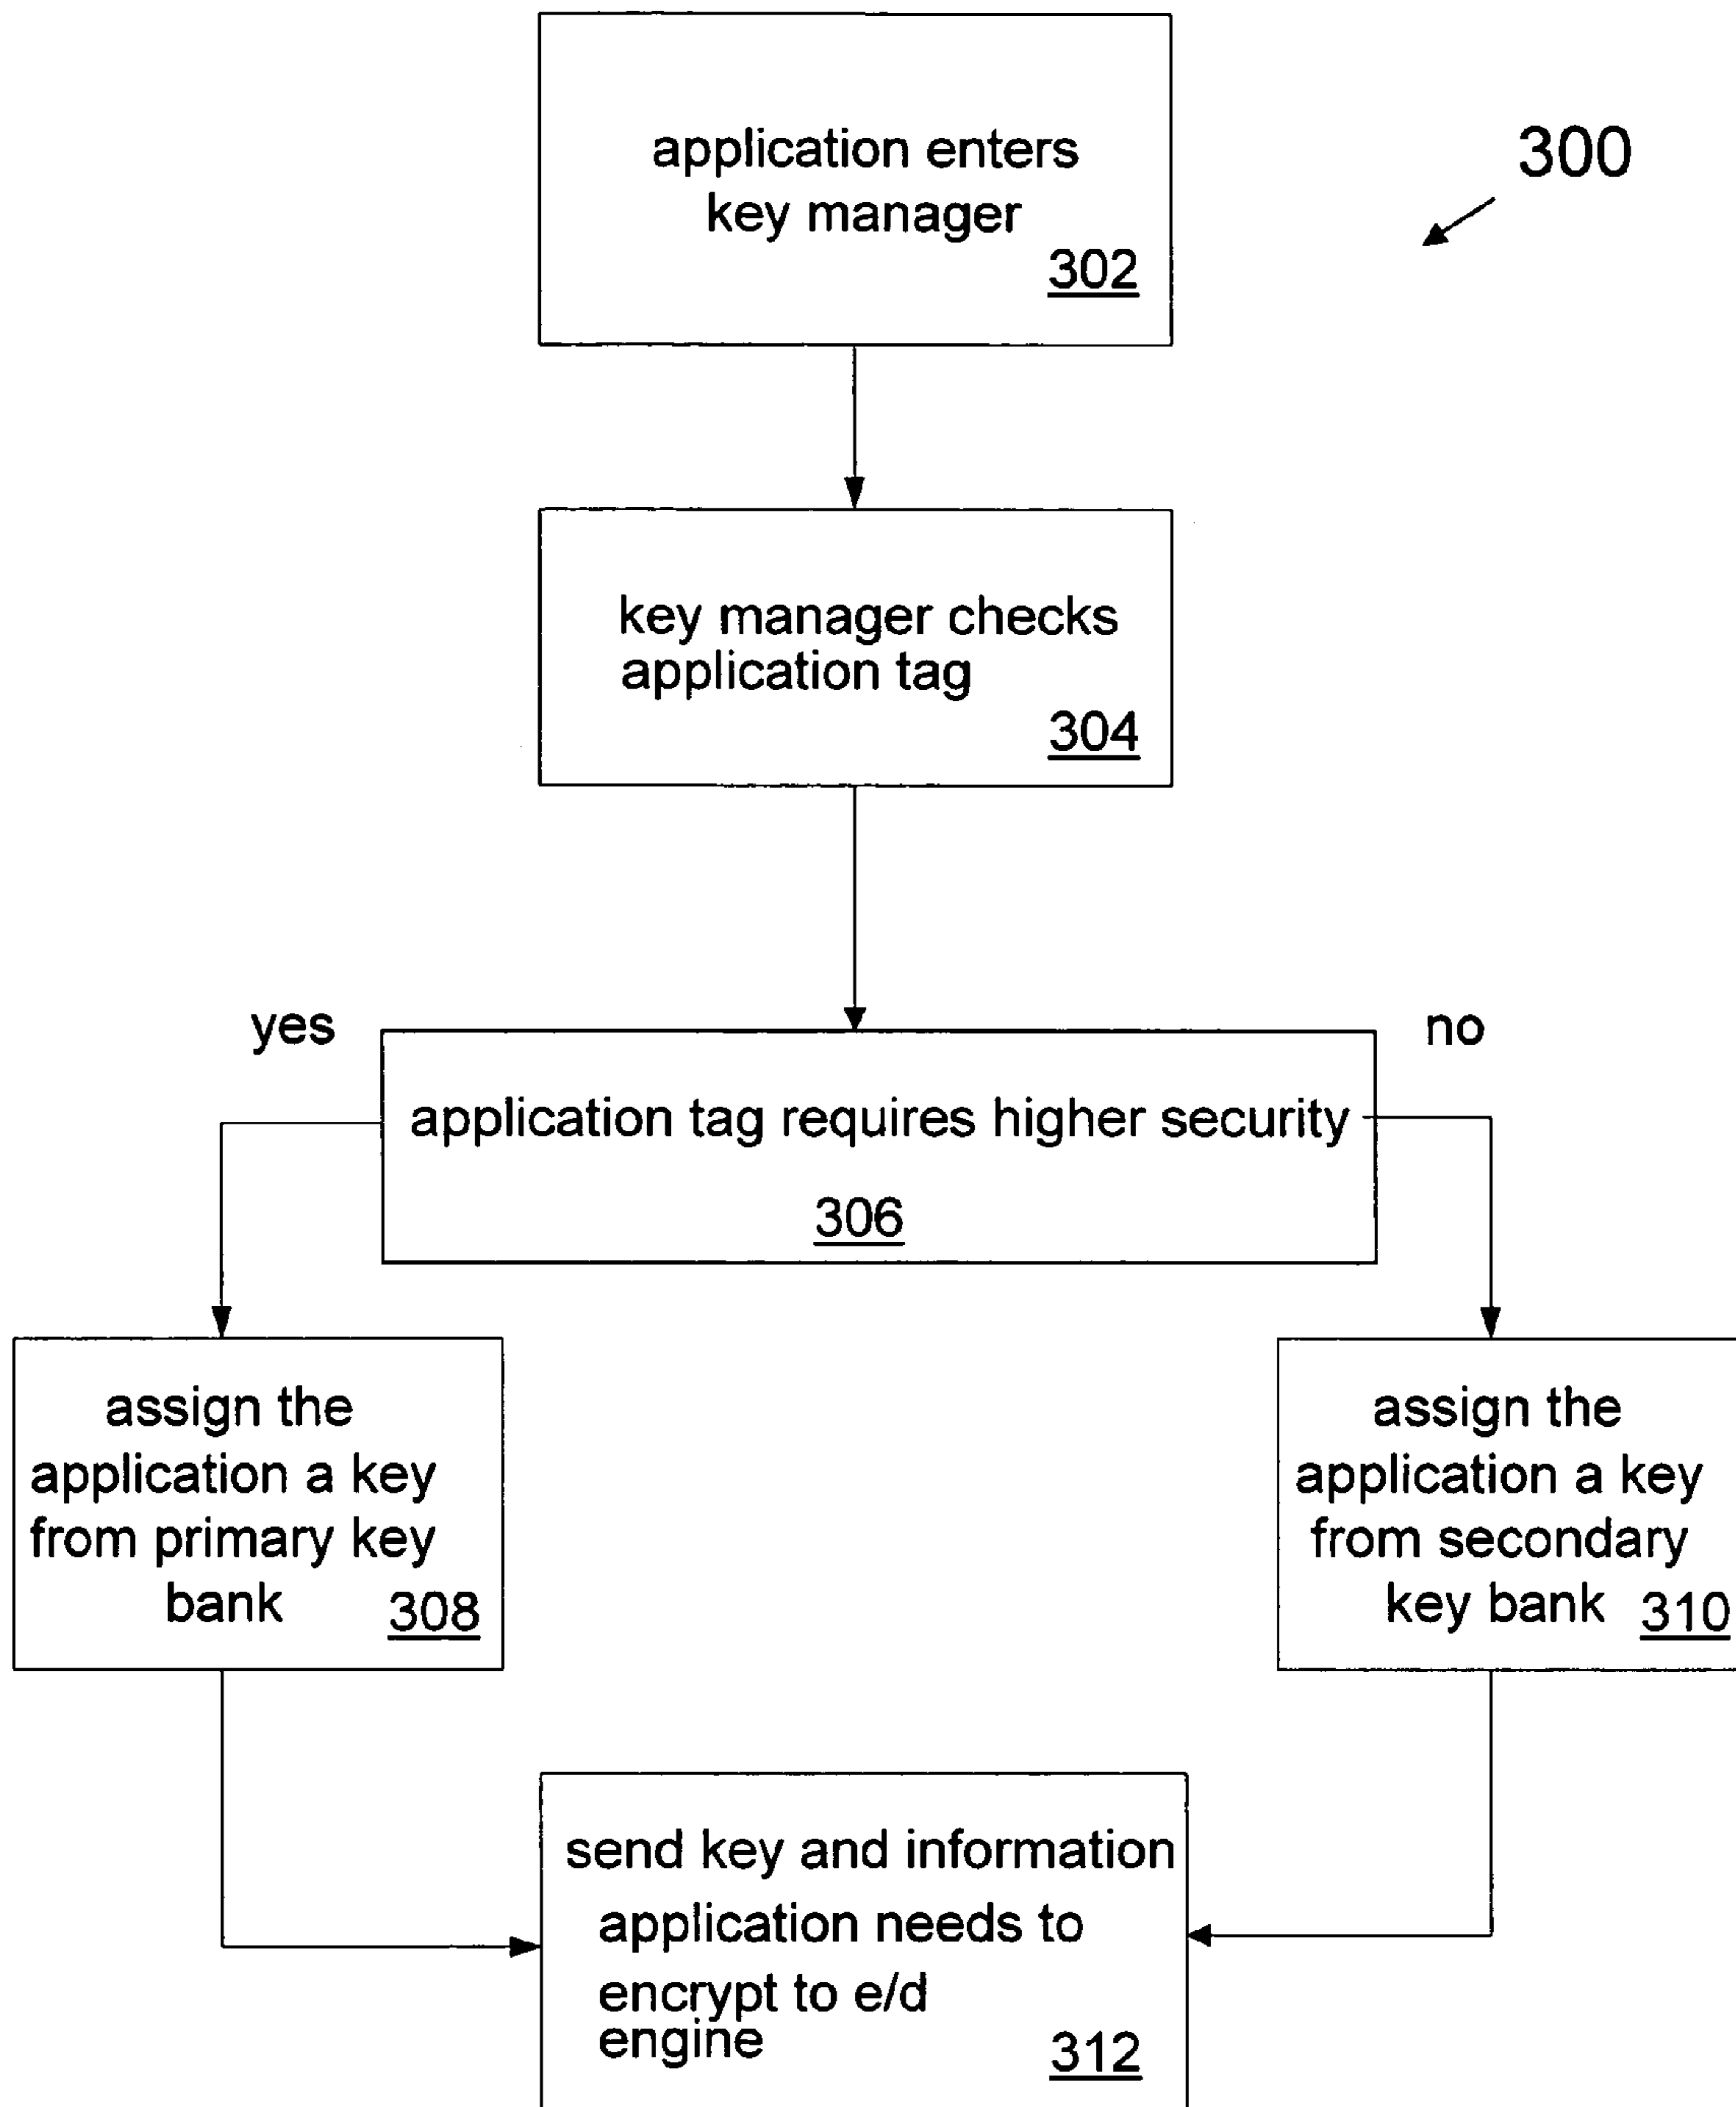 application enters
key manager
302
300
key manager checks
application tag
304
yes
no
application tag requires higher security
306
assign the
application a key
from primary key
bank 308
assign the
application a key
from secondary
key bank 310
send key and information
application needs to
encrypt to e/d
engine
312